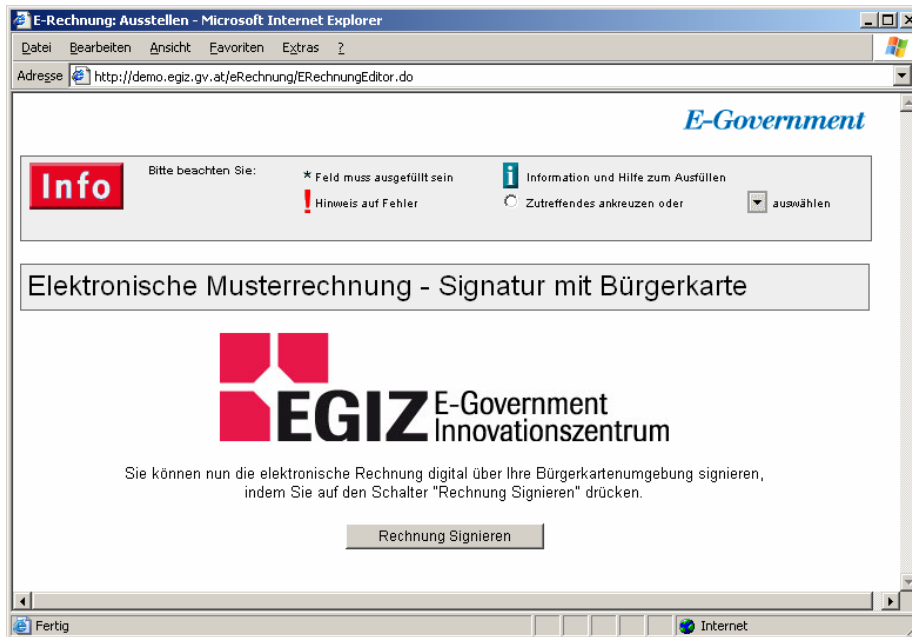 E-Rechnung: Ausstellen - Microsoft Internet Explorer
Datei Bearbeiten Ansicht Favoriten Extras ?
Adresse http://demo.egiz.gv.at/eRechnung/ERechnungEditor.do
E-Government
Info
Bitte beachten Sie:
* Feld muss ausgefüllt sein
i Information und Hilfe zum Ausfüllen
! Hinweis auf Fehler
Zutreffendes ankreuzen oder auswählen
Elektronische Musterrechnung - Signatur mit Bürgerkarte
EGIZ E-Government
Innovationszentrum
Sie können nun die elektronische Rechnung digital über Ihre Bürgerkartenumgebung signieren,
indem Sie auf den Schalter "Rechnung Signieren" drücken.
Rechnung Signieren
Fertig
Internet